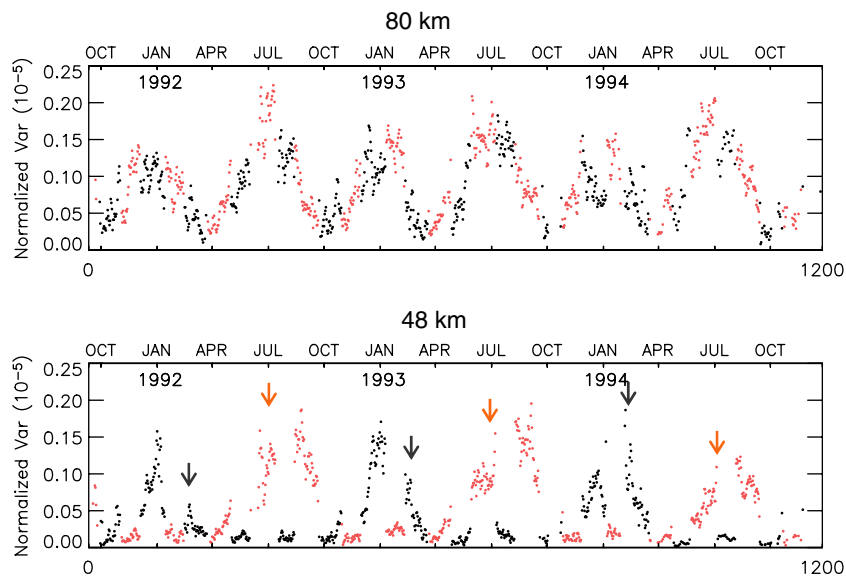 80 km
OCT JAN APR JUL OCT JAN APR JUL OCT JAN APR JUL OCT
1992 1993 1994
Normalized Var (10⁻⁵)
0.25
0.20
0.15
0.10
0.05
0.00
0 1200
48 km
OCT JAN APR JUL OCT JAN APR JUL OCT JAN APR JUL OCT
1992 1993 1994
Normalized Var (10⁻⁵)
0.25
0.20
0.15
0.10
0.05
0.00
0 1200